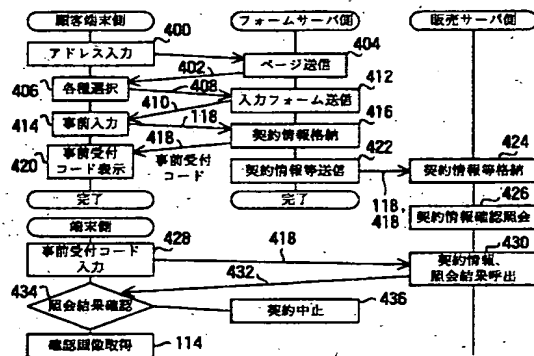 顧客端末側 フォームサーバ側 販売サーバ側
アドレス入力 400
ページ送信 404
402
406 各種選択 408
入力フォーム送信 412
410
414 事前入力 118
契約情報格納 416
418
420 事前受付コード表示
事前受付コード
契約情報等送信 422
契約情報等格納 424
118
418
完了 完了
契約情報確認照会 426
端末側
事前受付コード入力 428
418
契約情報、照会結果呼出 430
432
434 照会結果確認
契約中止 436
確認画像取得 114